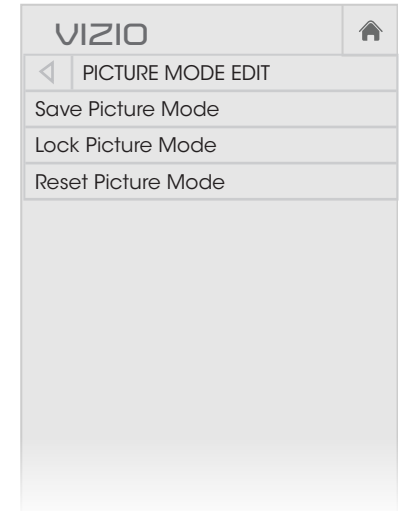 VIZIO
PICTURE MODE EDIT
Save Picture Mode
Lock Picture Mode
Reset Picture Mode